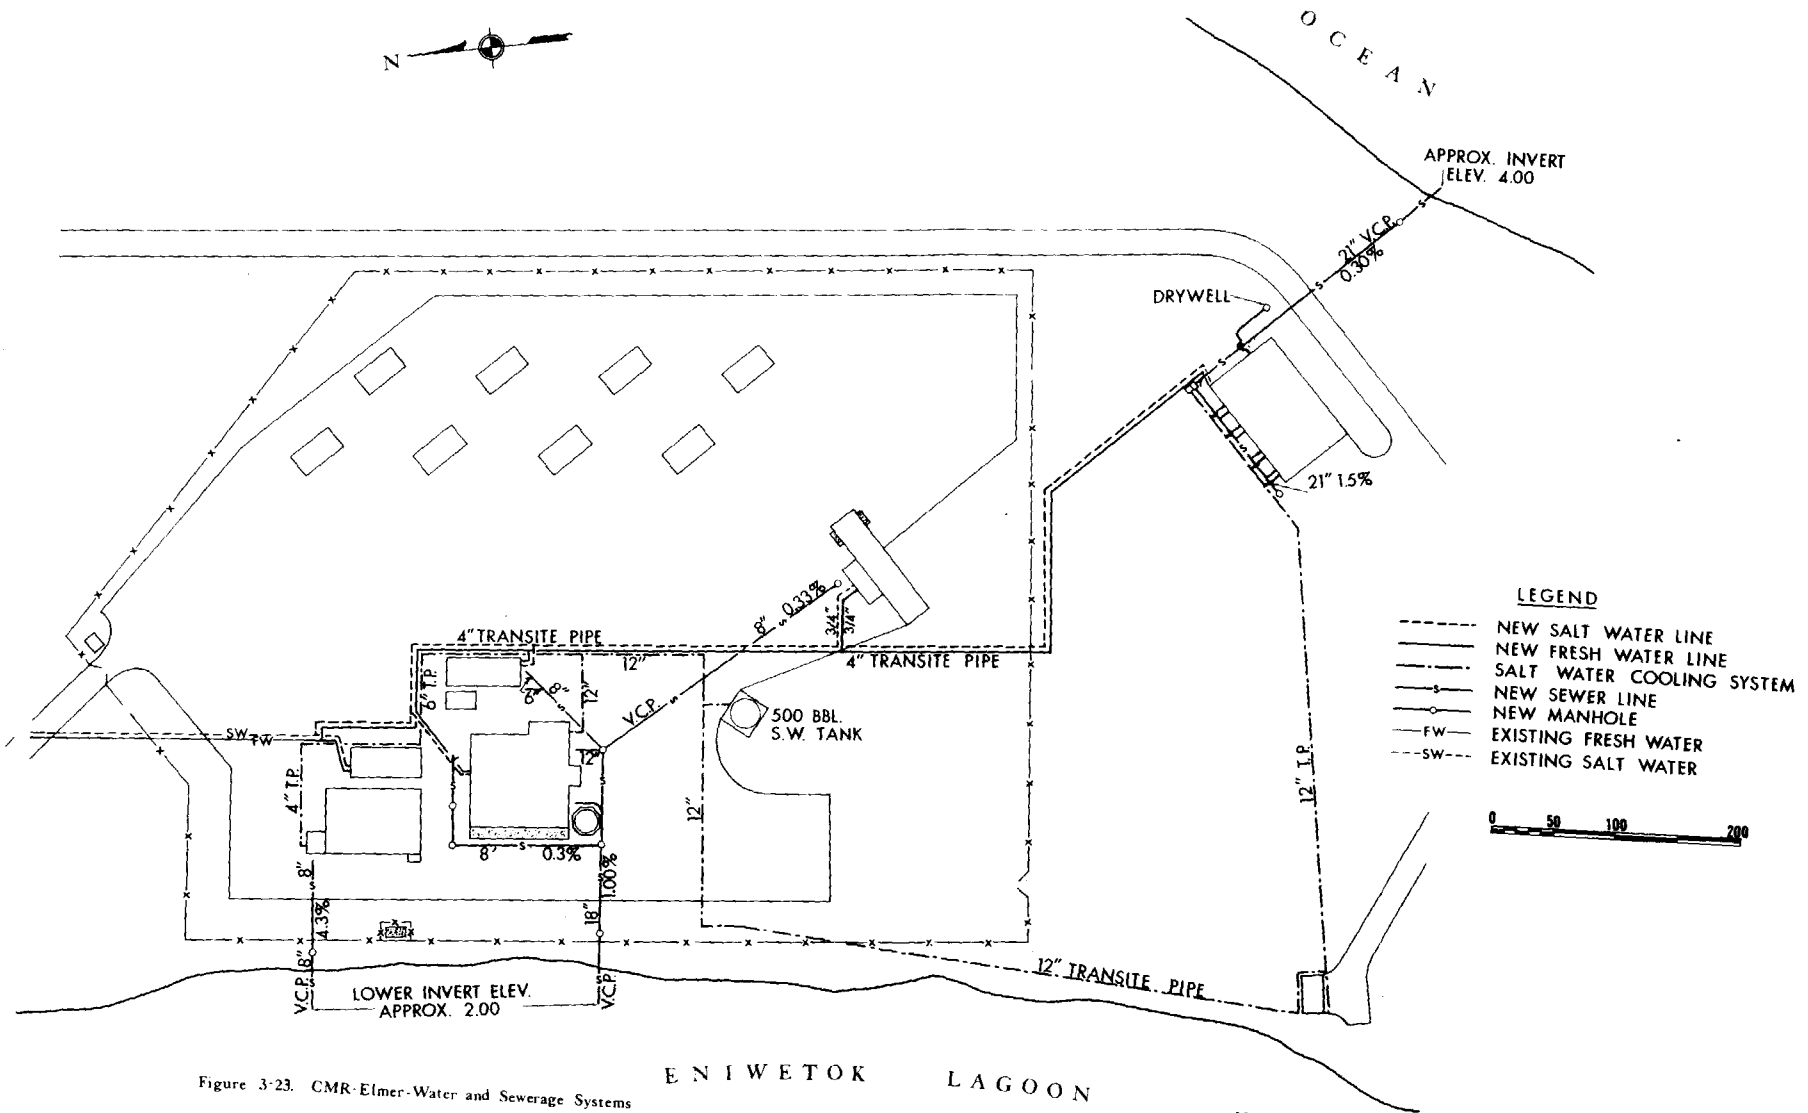 N
OCEAN
APPROX. INVERT
ELEV. 4.00
21" V.C.P.
0.30%
DRYWELL
21" 1.5%
0.33%
8"
3/4"
3/4"
4" TRANSITE PIPE
12"
4" TRANSITE PIPE
6" T.P.
6"
8"
12"
V.C.P.
500 BBL.
S.W. TANK
SW
FW
12"
4" T.P.
12"
12" T.P.
8" 0.3%
1.00%
18"
8"
4.3%
8"
V.C.P.
V.C.P.
LOWER INVERT ELEV.
APPROX. 2.00
12" TRANSITE PIPE
LEGEND
NEW SALT WATER LINE
NEW FRESH WATER LINE
SALT WATER COOLING SYSTEM
S NEW SEWER LINE
NEW MANHOLE
FW EXISTING FRESH WATER
SW EXISTING SALT WATER
0 50 100 200
ENIWETOK LAGOON
Figure 3-23. CMR-Elmer-Water and Sewerage Systems